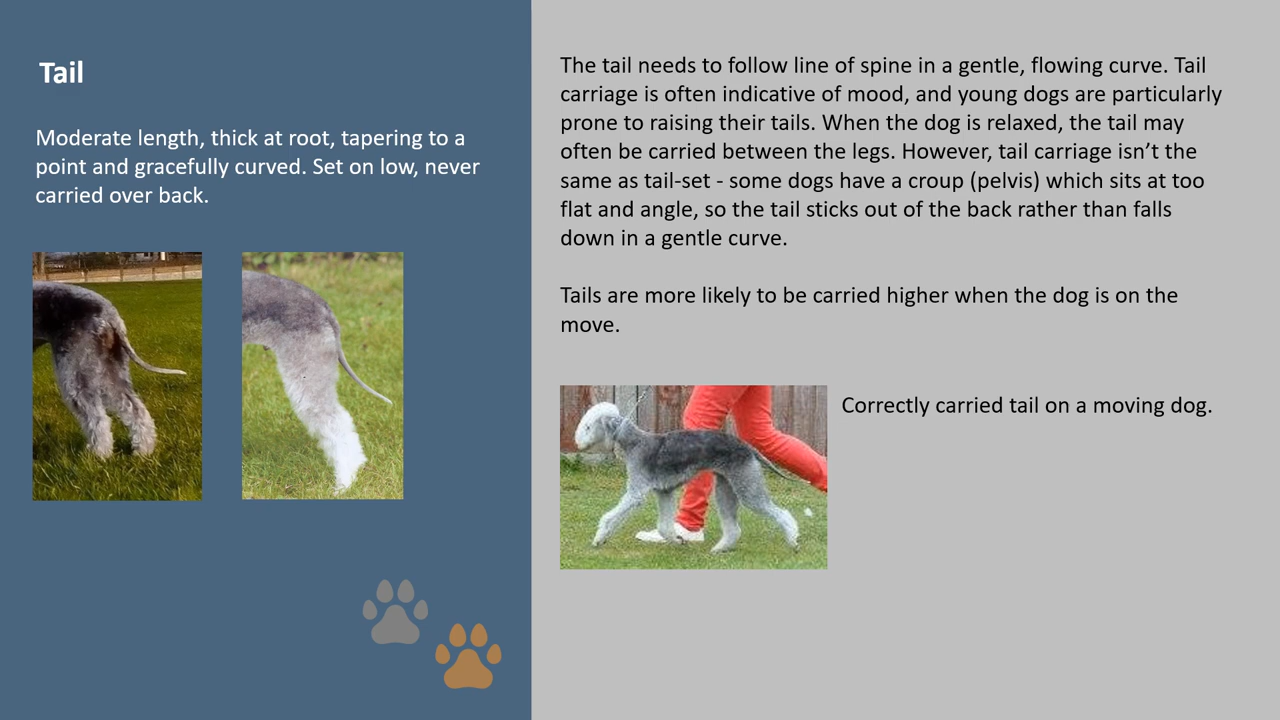 Tail
Moderate length, thick at root, tapering to a
point and gracefully curved. Set on low, never
carried over back.
The tail needs to follow line of spine in a gentle, flowing curve. Tail
carriage is often indicative of mood, and young dogs are particularly
prone to raising their tails. When the dog is relaxed, the tail may
often be carried between the legs. However, tail carriage isn’t the
same as tail-set - some dogs have a croup (pelvis) which sits at too
flat and angle, so the tail sticks out of the back rather than falls
down in a gentle curve.
Tails are more likely to be carried higher when the dog is on the
move.
Correctly carried tail on a moving dog.